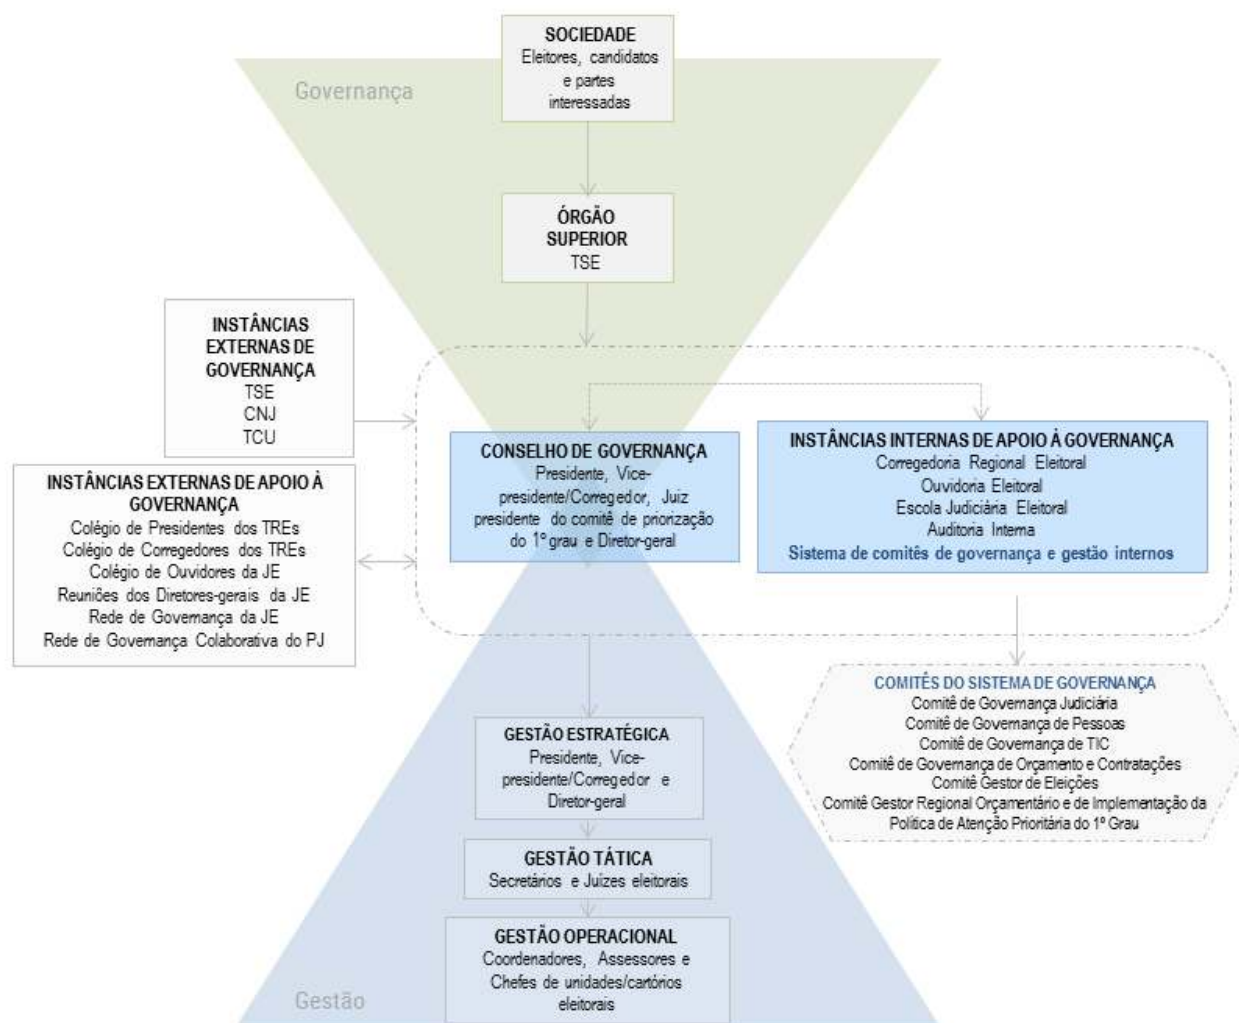 SOCIEDADE
Eleitores, candidatos
e partes
interessadas
Governança
ÓRGÃO
SUPERIOR
TSE
INSTÂNCIAS
EXTERNAS DE
GOVERNANÇA
TSE
CNJ
TCU
INSTÂNCIAS EXTERNAS DE APOIO À
GOVERNANÇA
Colégio de Presidentes dos TREs
Colégio de Corregedores dos TREs
Colégio de Ouvidores da JE
Reuniões dos Diretores-gerais da JE
Rede de Governança da JE
Rede de Governança Colaborativa do PJ
CONSELHO DE GOVERNANÇA
Presidente, Vice-
presidente/Corregedor, Juiz
presidente do comitê de priorização
do 1º grau e Diretor-geral
INSTÂNCIAS INTERNAS DE APOIO À GOVERNANÇA
Corregedoria Regional Eleitoral
Ouvidoria Eleitoral
Escola Judiciária Eleitoral
Auditoria Interna
Sistema de comitês de governança e gestão internos
COMITÊS DO SISTEMA DE GOVERNANÇA
Comitê de Governança Judiciária
Comitê de Governança de Pessoas
Comitê de Governança de TIC
Comitê de Governança de Orçamento e Contratações
Comitê Gestor de Eleições
Comitê Gestor Regional Orçamentário e de Implementação da
Política de Atenção Prioritária do 1º Grau
GESTÃO ESTRATÉGICA
Presidente, Vice-
presidente/Corregedor e
Diretor-geral
GESTÃO TÁTICA
Secretários e Juízes eleitorais
GESTÃO OPERACIONAL
Coordenadores, Assessores e
Chefes de unidades/cartórios
eleitorais
Gestão